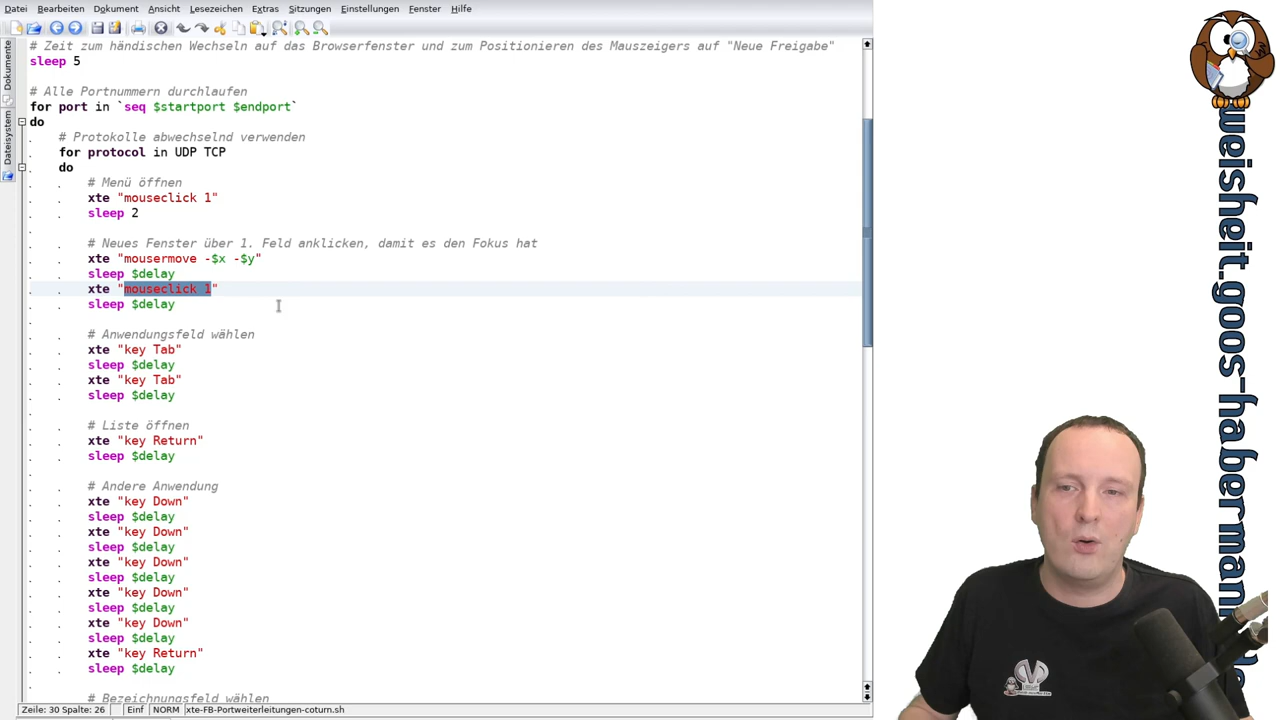 Datei Bearbeiten Dokument Ansicht Lesezeichen Extras Sitzungen Einstellungen Fenster Hilfe
Dokumente
Dateisystem
# Zeit zum händischen Wechseln auf das Browserfenster und zum Positionieren des Mauszeigers auf "Neue Freigabe"
sleep 5
# Alle Portnummern durchlaufen
for port in `seq $startport $endport`
do
# Protokolle abwechselnd verwenden
for protocol in UDP TCP
do
# Menü öffnen
xte "mouseclick 1"
sleep 2
# Neues Fenster über 1. Feld anklicken, damit es den Fokus hat
xte "mousermove -$x -$y"
sleep $delay
xte "mouseclick 1"
sleep $delay
# Anwendungsfeld wählen
xte "key Tab"
sleep $delay
xte "key Tab"
sleep $delay
# Liste öffnen
xte "key Return"
sleep $delay
# Andere Anwendung
xte "key Down"
sleep $delay
xte "key Down"
sleep $delay
xte "key Down"
sleep $delay
xte "key Down"
sleep $delay
xte "key Down"
sleep $delay
xte "key Return"
sleep $delay
# Bezeichnungsfeld wählen
Zeile: 30 Spalte: 26 Einf NORM xte-FB-Portweiterleitungen-coturn.sh
weisheit.goos-habermann.de